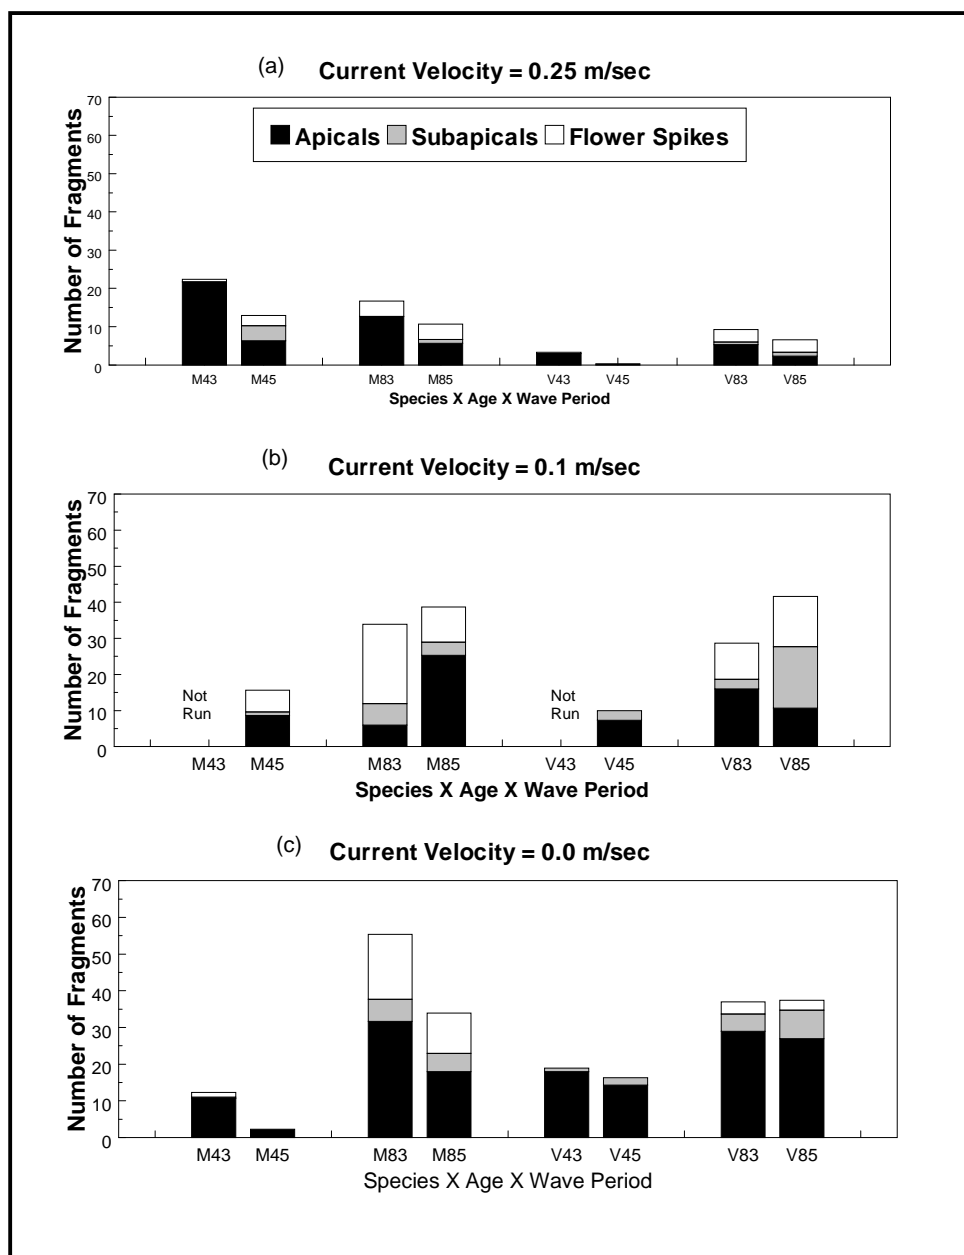 (a) Current Velocity = 0.25 m/sec
Apicals Subapicals Flower Spikes
Number of Fragments
70
60
50
40
30
20
10
0
M43 M45 M83 M85 V43 V45 V83 V85
Species X Age X Wave Period
(b) Current Velocity = 0.1 m/sec
Number of Fragments
70
60
50
40
30
20
10
0
Not
Run
Not
Run
M43 M45 M83 M85 V43 V45 V83 V85
Species X Age X Wave Period
(c) Current Velocity = 0.0 m/sec
Number of Fragments
70
60
50
40
30
20
10
0
M43 M45 M83 M85 V43 V45 V83 V85
Species X Age X Wave Period